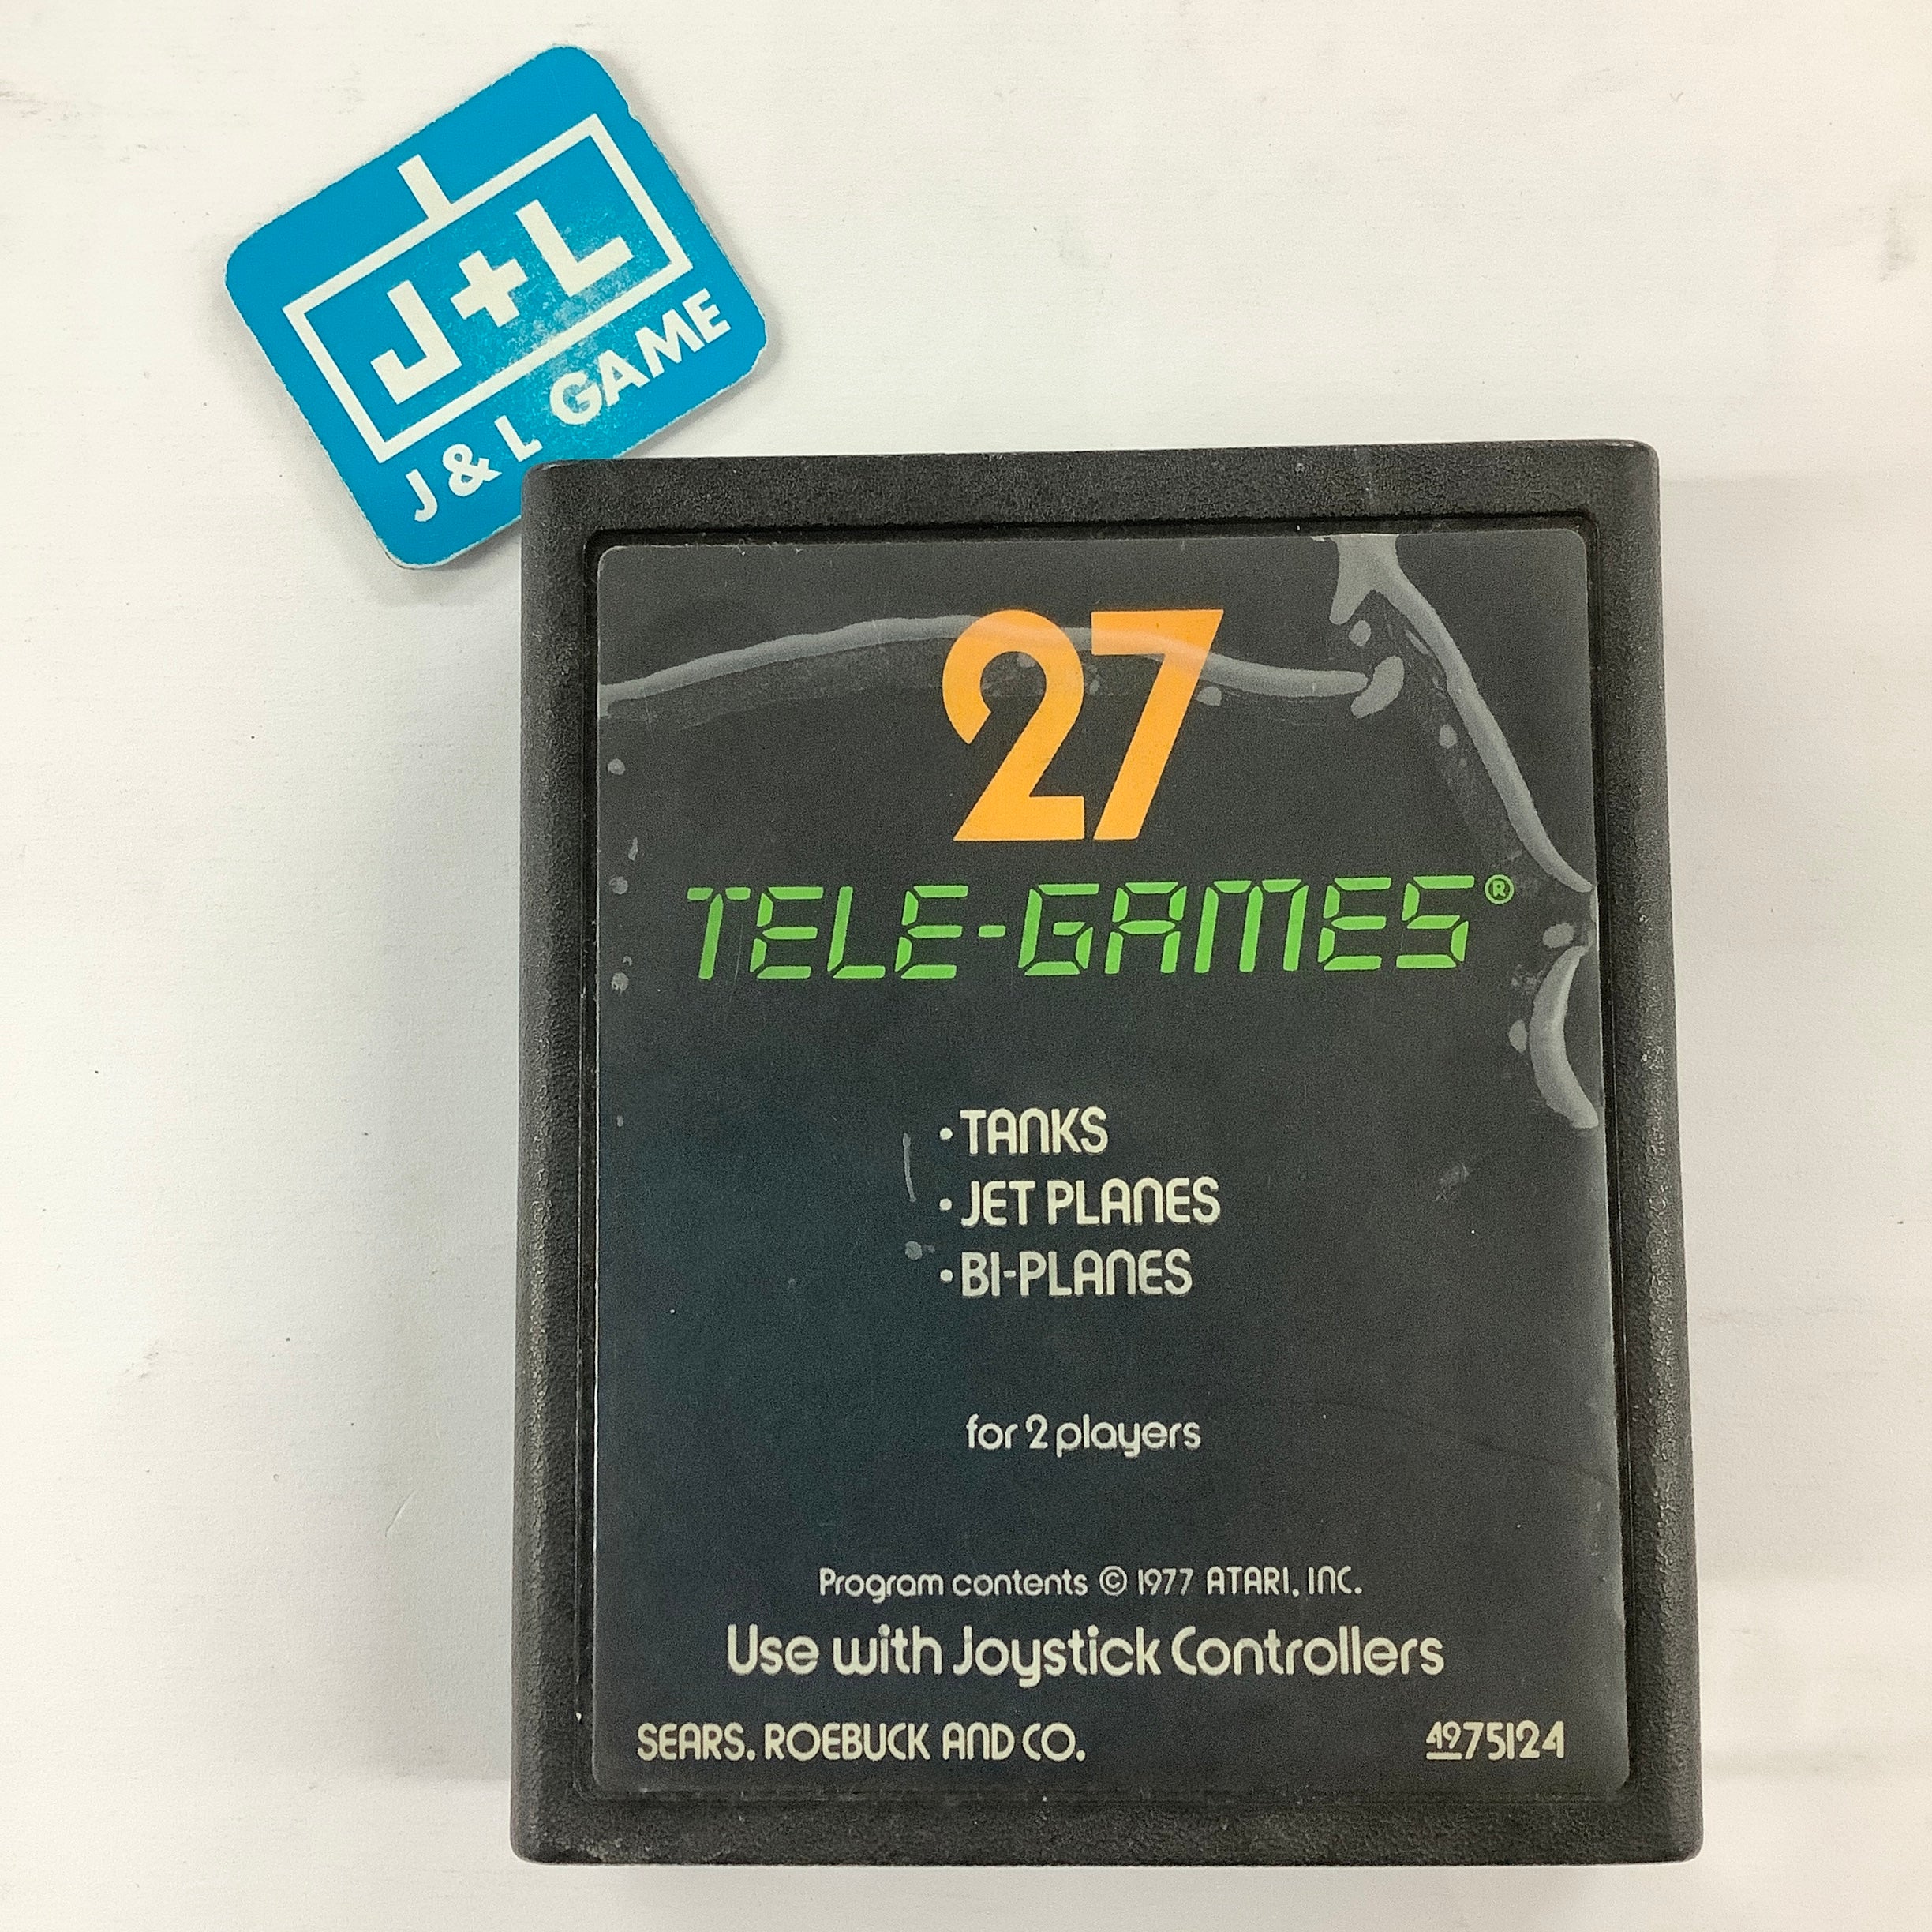 J+L
J & L GAME
27
TELE-GAMES®
•TANKS
•JET PLANES
•BI-PLANES
for 2 players
Program contents © 1977 ATARI, INC.
Use with Joystick Controllers
SEARS, ROEBUCK AND CO. 4975124